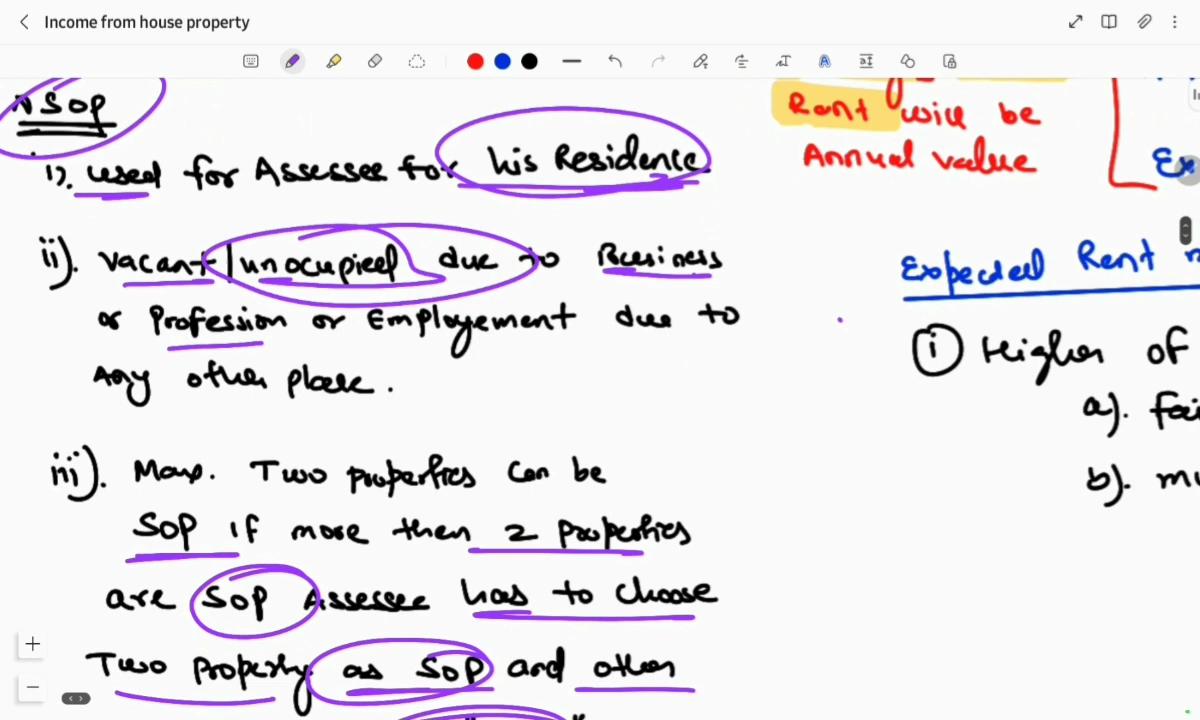 Income from house property
SOP
i). used for Assessee for his Residence
ii). Vacant/unocupied due to Business
or Profession or Employement due to
Any other place.
iii). Max. Two properties can be
SOP if more then 2 properties
are SOP Assessee has to choose
Two property as SOP and other
Rent will be
Annual value
Ex
Expected Rent
(i) Higher of
a). fai
b). mu